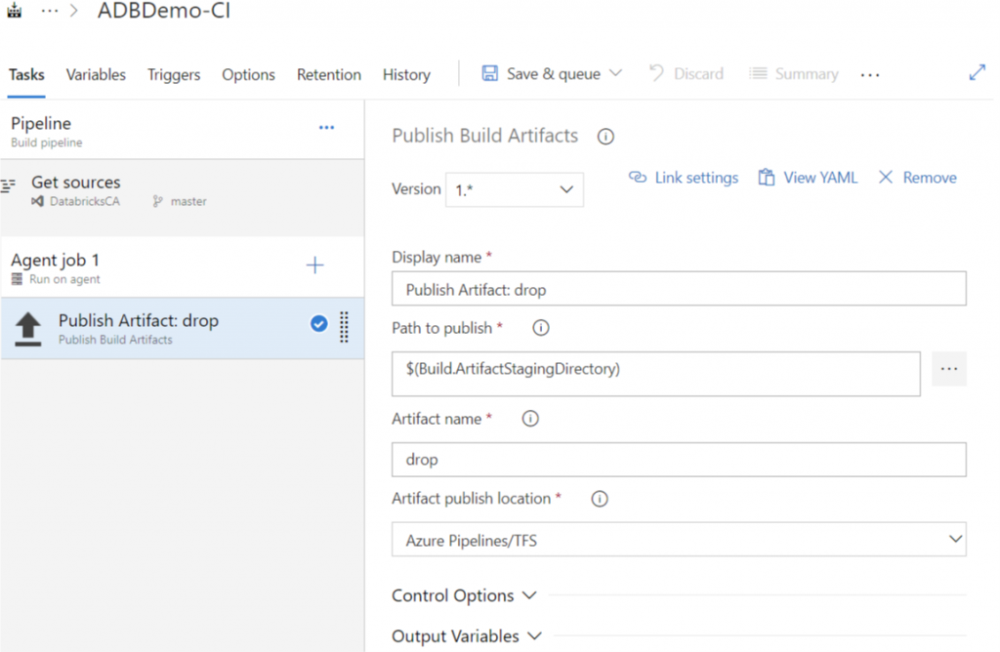 ··· > ADBDemo-CI
Tasks Variables Triggers Options Retention History Save & queue Discard Summary ...
Pipeline ...
Build pipeline
Get sources
DatabricksCA master
Agent job 1
Run on agent
Publish Artifact: drop
Publish Build Artifacts
Publish Build Artifacts
Version 1.*
Link settings View YAML Remove
Display name *
Publish Artifact: drop
Path to publish *
$(Build.ArtifactStagingDirectory)
...
Artifact name *
drop
Artifact publish location *
Azure Pipelines/TFS
Control Options
Output Variables